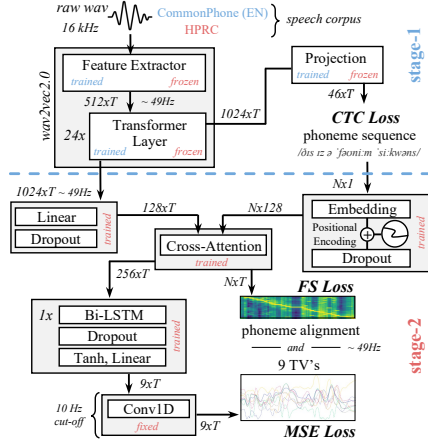 raw wav
16 kHz
CommonPhone (EN)
HPRC
speech corpus
stage-1
wav2vec2.0
Feature Extractor
trained
frozen
512xT
~ 49Hz
24x
Transformer
Layer
trained
frozen
1024xT
Projection
trained
frozen
46xT
CTC Loss
phoneme sequence
/ðɪs ɪz ə ˈfəʊniːm ˈsiːkwəns/
1024xT ~ 49Hz
Linear
Dropout
trained
128xT
Nx128
Nx1
Embedding
Positional
Encoding
Dropout
trained
Cross-Attention
trained
256xT
NxT
FS Loss
phoneme alignment
and
~ 49Hz
9 TV's
MSE Loss
stage-2
1x
Bi-LSTM
Dropout
Tanh, Linear
trained
9xT
10 Hz
cut-off
Conv1D
fixed
9xT